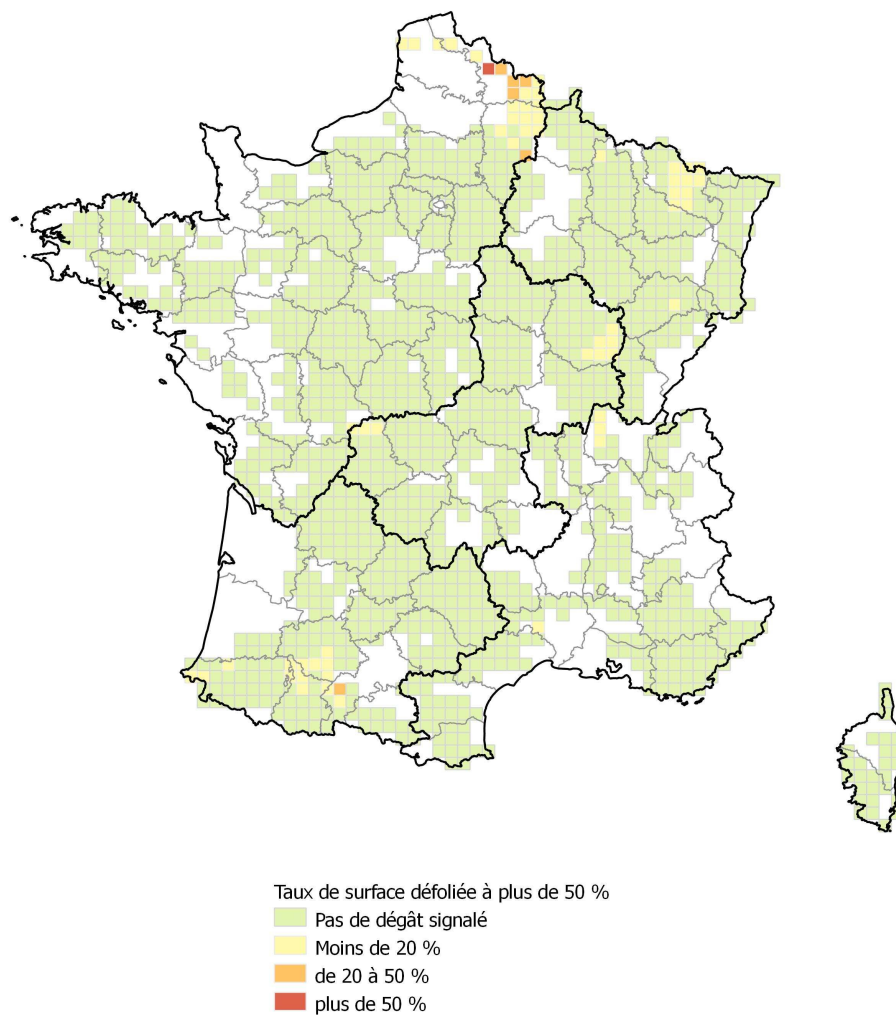 Taux de surface défoliée à plus de 50 %
Pas de dégât signalé
Moins de 20 %
de 20 à 50 %
plus de 50 %